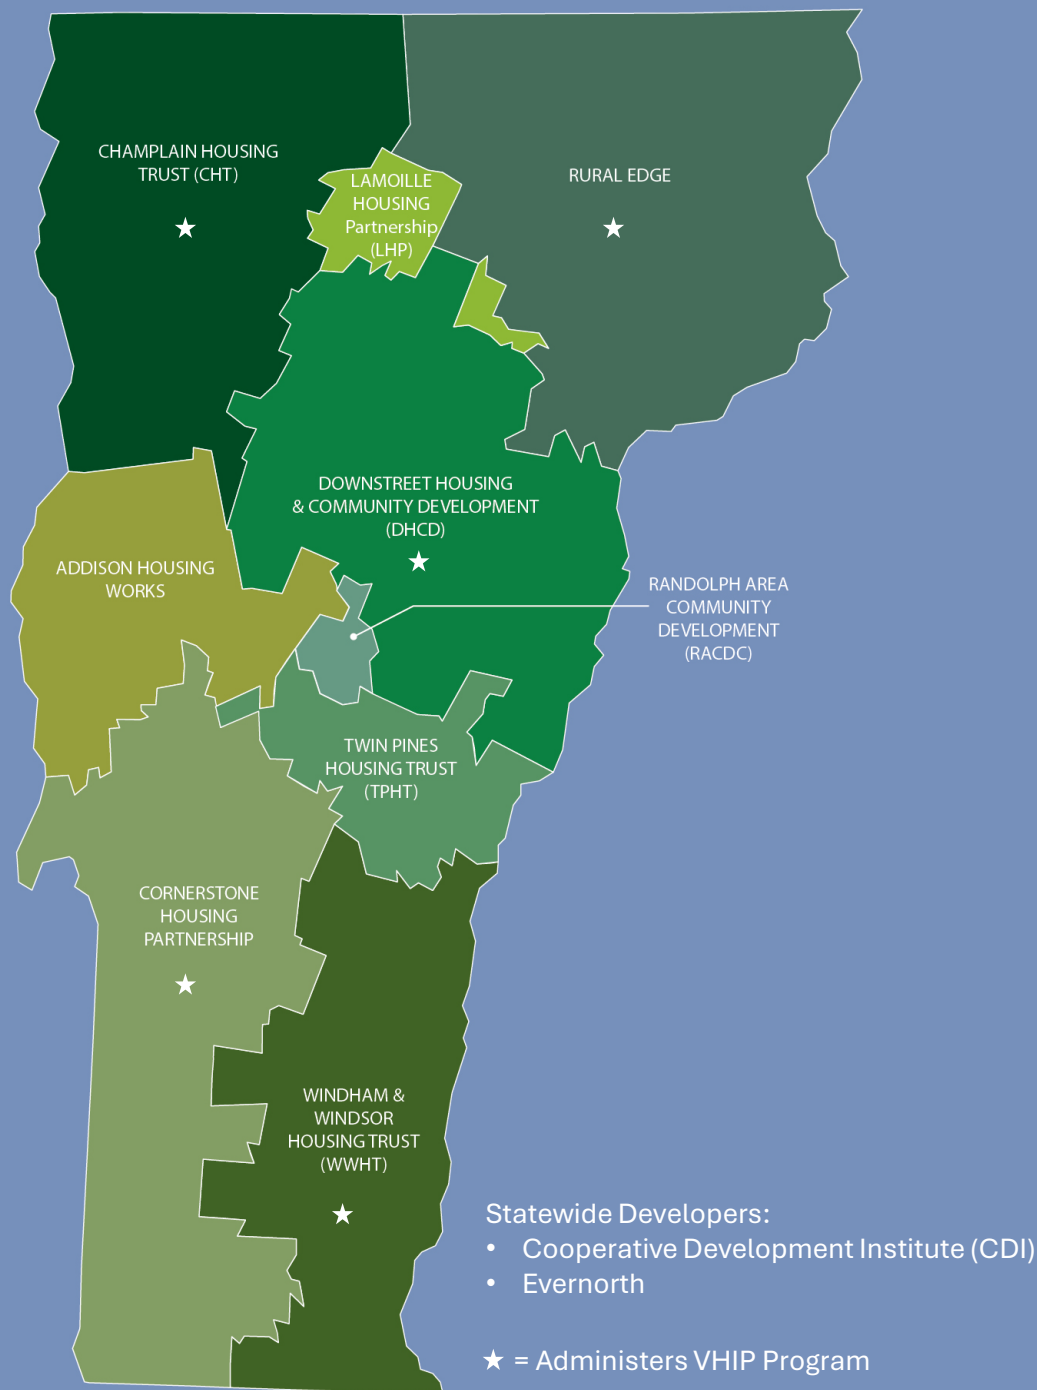 CHAMPLAIN HOUSING
TRUST (CHT)
LAMOILLE
HOUSING
Partnership
(LHP)
RURAL EDGE
DOWNSTREET HOUSING
& COMMUNITY DEVELOPMENT
(DHCD)
ADDISON HOUSING
WORKS
RANDOLPH AREA
COMMUNITY
DEVELOPMENT
(RACDC)
TWIN PINES
HOUSING TRUST
(TPHT)
CORNERSTONE
HOUSING
PARTNERSHIP
WINDHAM &
WINDSOR
HOUSING TRUST
(WWHT)
Statewide Developers:
• Cooperative Development Institute (CDI)
• Evernorth
★ = Administers VHIP Program